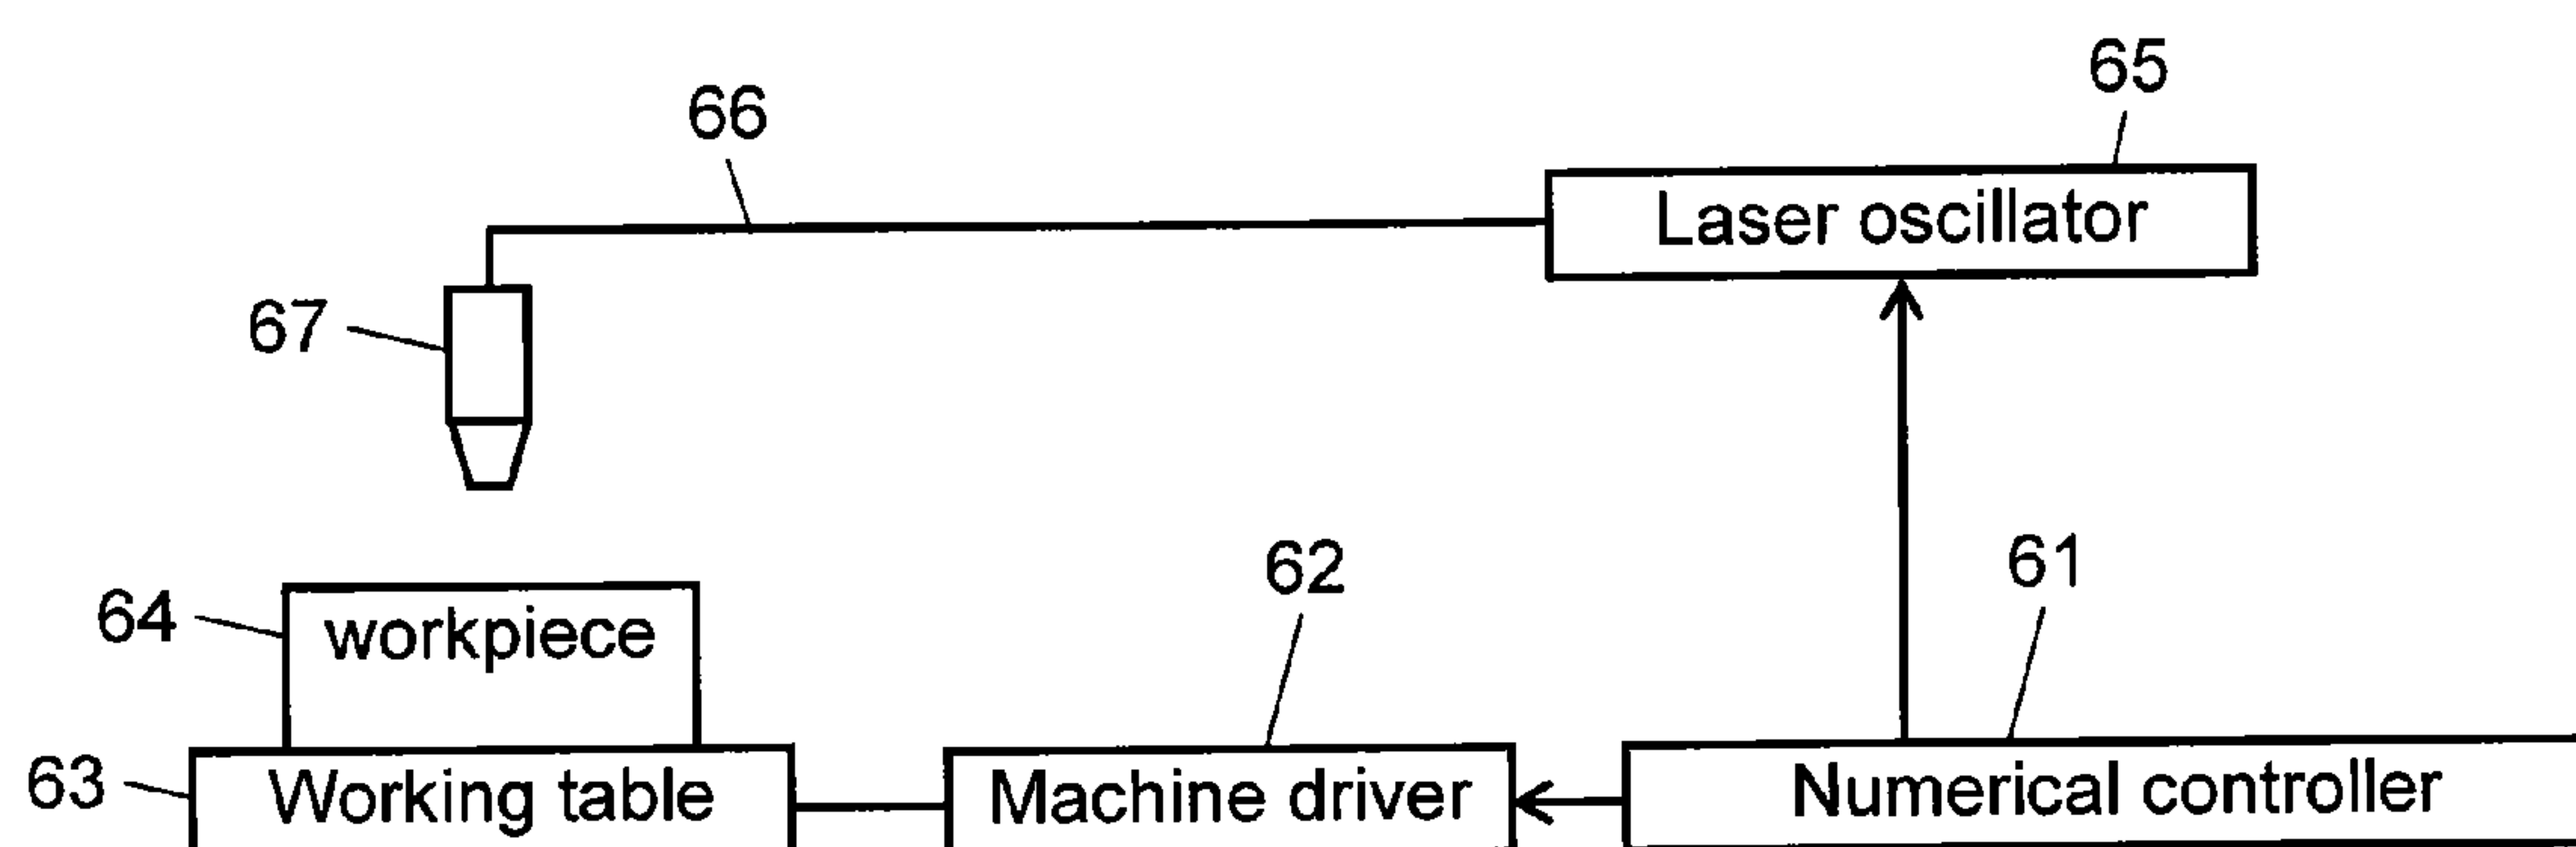 65
66
Laser oscillator
67
62
61
64
workpiece
63
Working table
Machine driver
Numerical controller